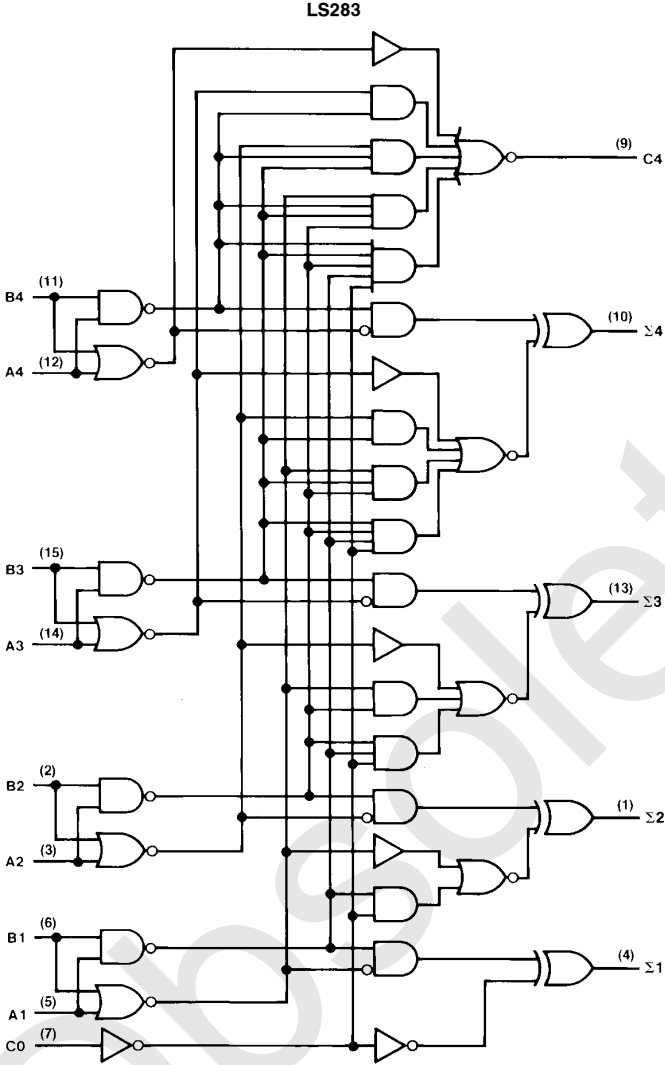 LS283
(9)
C4
(11)
B4
(10)
Σ4
(12)
A4
(15)
B3
(13)
Σ3
(14)
A3
(2)
B2
(1)
Σ2
(3)
A2
(6)
B1
(4)
Σ1
(5)
A1
(7)
C0
obsolet